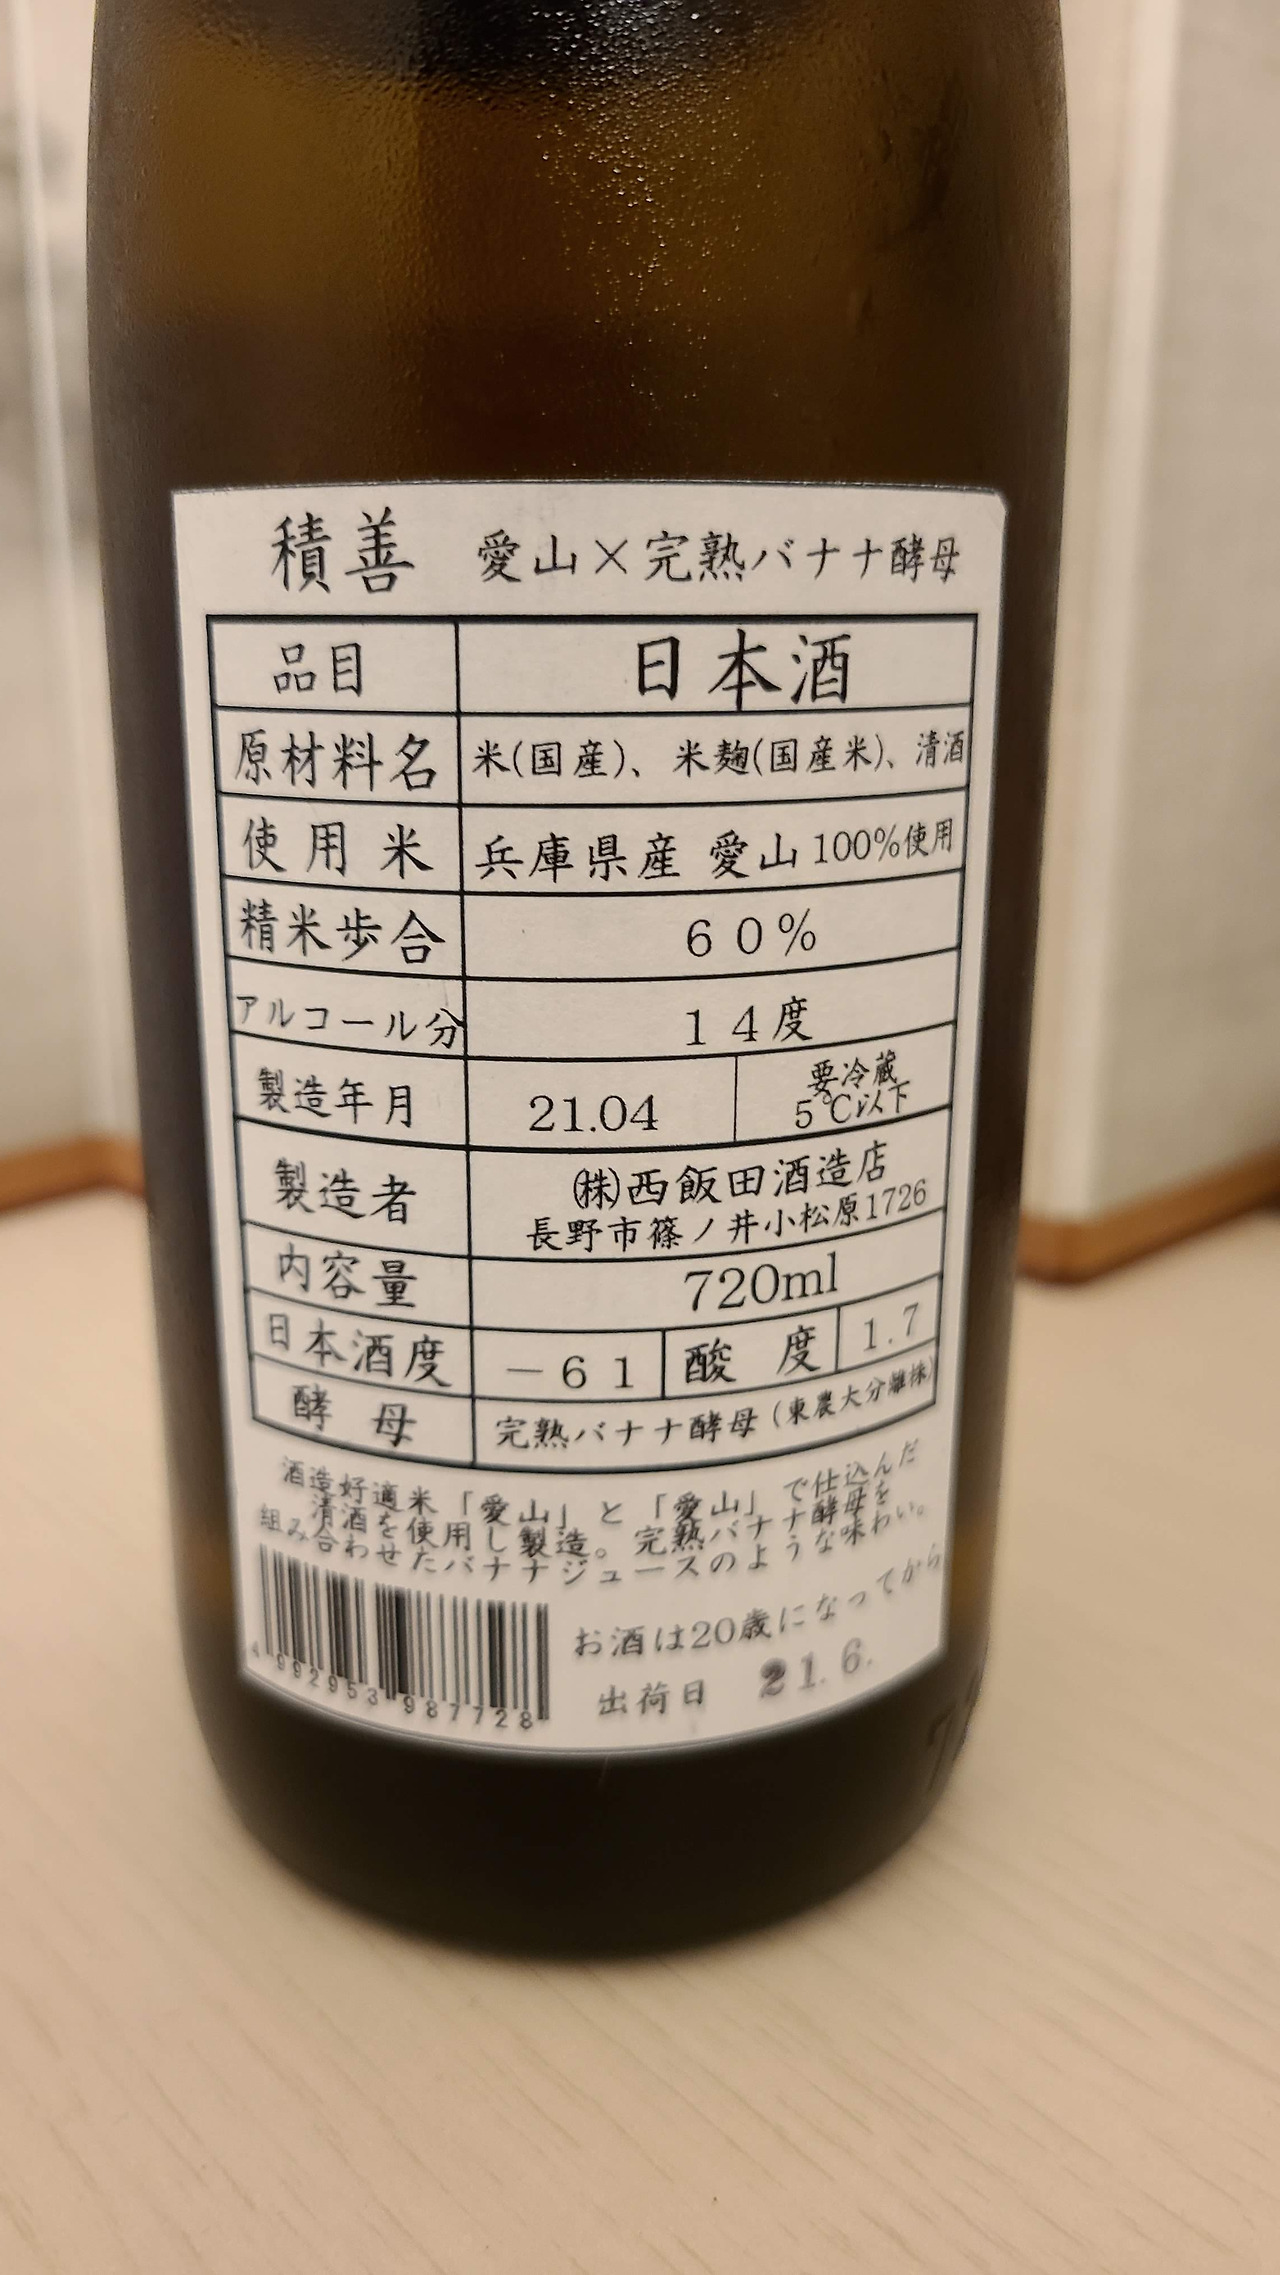 積善 愛山×完熟バナナ酵母
品目 日本酒
原材料名 米(国産)、米麹(国産米)、清酒
使用米 兵庫県産 愛山100%使用
精米歩合 60%
アルコール分 14度
製造年月 21.04 要冷蔵
5℃以下
製造者 ㈱西飯田酒造店
長野市篠ノ井小松原1726
内容量 720ml
日本酒度 −61 酸度 1.7
酵母 完熟バナナ酵母(東農大分離株)
酒造好適米「愛山」と「愛山」で仕込んだ
清酒を使用し製造。完熟バナナ酵母を
組み合わせたバナナジュースのような味わい。
お酒は20歳になってから
4 992953 987728
出荷日 21.6.